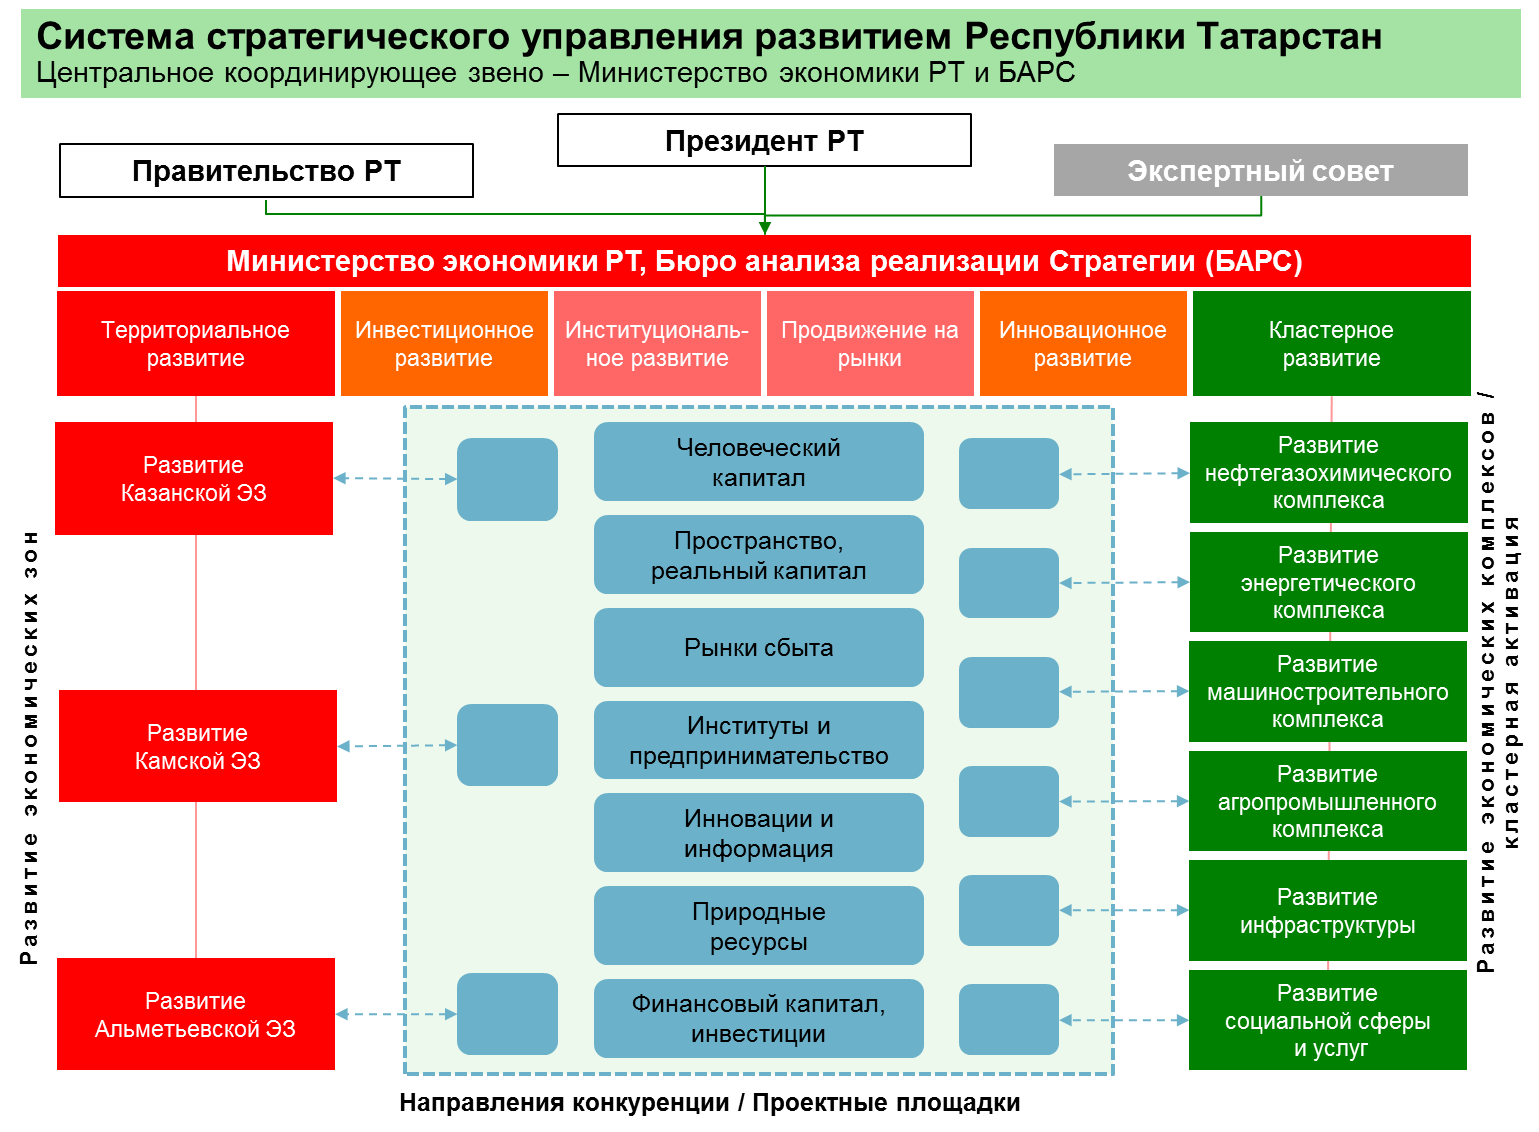 Система стратегического управления развитием Республики Татарстан
Центральное координирующее звено – Министерство экономики РТ и БАРС
Президент РТ
Правительство РТ
Экспертный совет
Министерство экономики РТ, Бюро анализа реализации Стратегии (БАРС)
Территориальное
развитие
Инвестиционное
развитие
Институциональ-
ное развитие
Продвижение на
рынки
Инновационное
развитие
Кластерное
развитие
Развитие экономических зон
Развитие
Казанской ЭЗ
Развитие
Камской ЭЗ
Развитие
Альметьевской ЭЗ
Человеческий
капитал
Пространство,
реальный капитал
Рынки сбыта
Институты и
предпринимательство
Инновации и
информация
Природные
ресурсы
Финансовый капитал,
инвестиции
Развитие
нефтегазохимического
комплекса
Развитие
энергетического
комплекса
Развитие
машиностроительного
комплекса
Развитие
агропромышленного
комплекса
Развитие
инфраструктуры
Развитие
социальной сферы
и услуг
Развитие экономических комплексов /
кластерная активация
Направления конкуренции / Проектные площадки